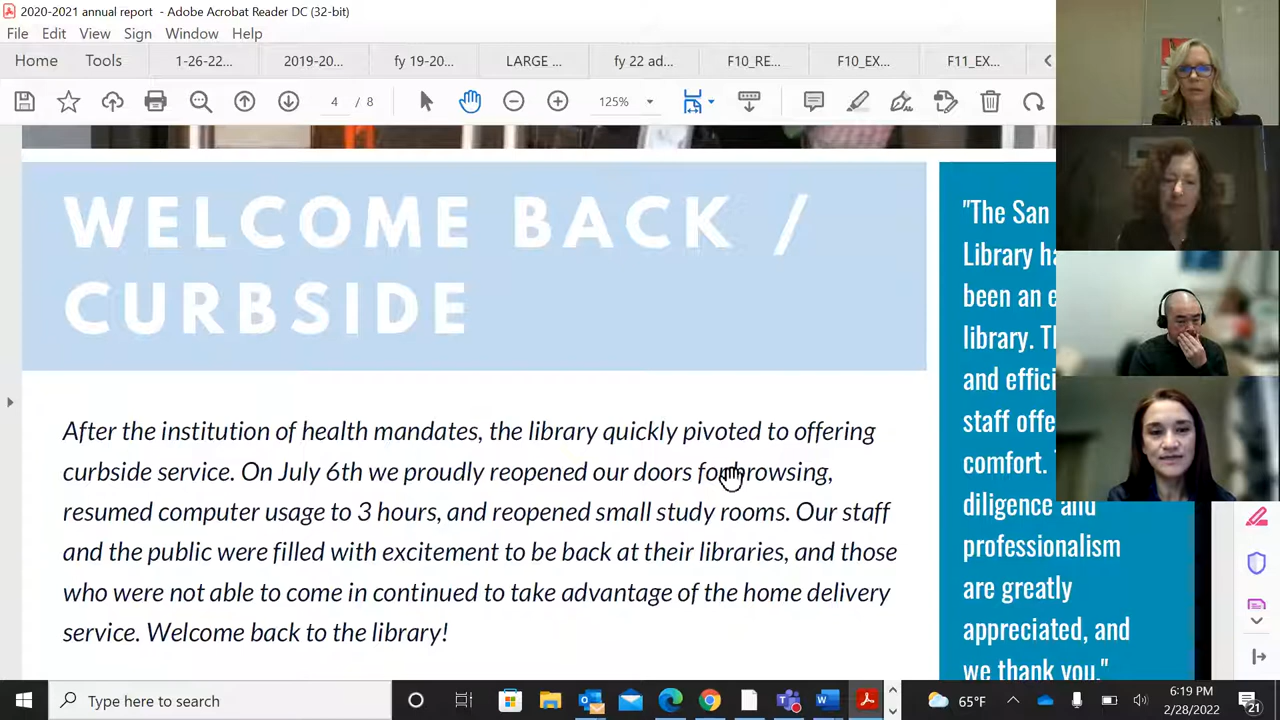 2020-2021 annual report - Adobe Acrobat Reader DC (32-bit)
File Edit View Sign Window Help
Home Tools 1-26-22... 2019-20... fy 19-20... LARGE ... fy 22 ad... F10_RE... F10_EX... F11_EX...
4 / 8 125%
WELCOME BACK /
CURBSIDE
After the institution of health mandates, the library quickly pivoted to offering
curbside service. On July 6th we proudly reopened our doors for browsing,
resumed computer usage to 3 hours, and reopened small study rooms. Our staff
and the public were filled with excitement to be back at their libraries, and those
who were not able to come in continued to take advantage of the home delivery
service. Welcome back to the library!
"The San
Library
been an
library.
and
staff
comfort.
diligence and
professionalism
are greatly
appreciated, and
we thank you."
Type here to search
65°F
6:19 PM
2/28/2022
21